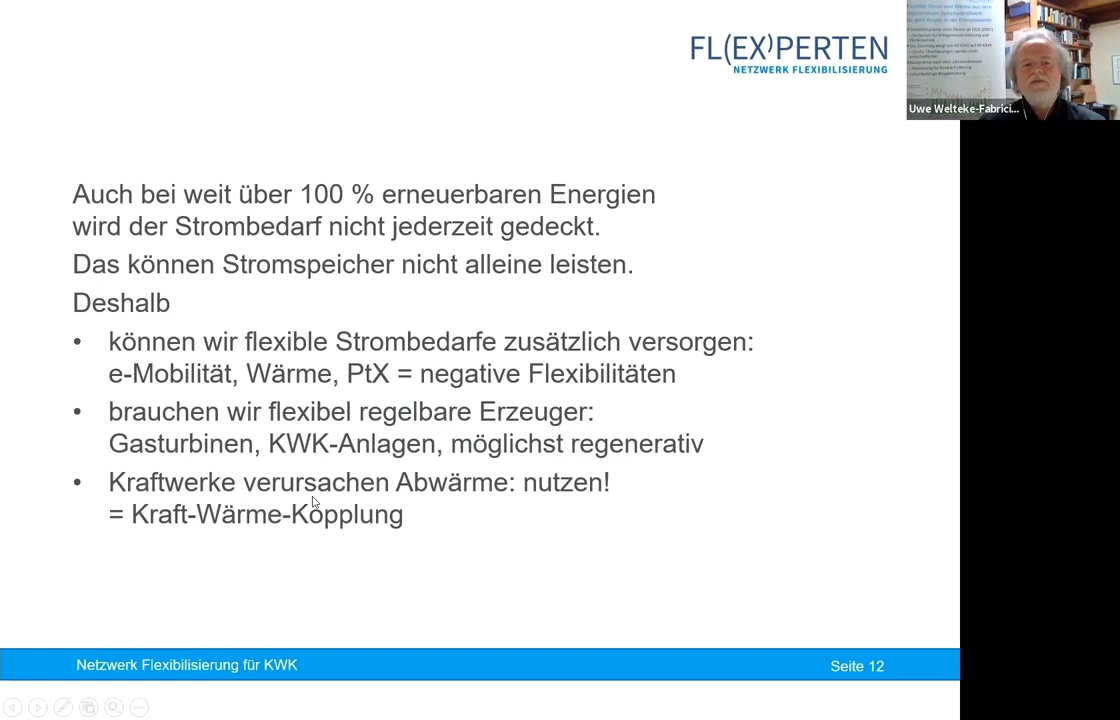 FL(EX)PERTEN
NETZWERK FLEXIBILISIERUNG
Uwe Welteke-Fabrici...
Auch bei weit über 100 % erneuerbaren Energien
wird der Strombedarf nicht jederzeit gedeckt.
Das können Stromspeicher nicht alleine leisten.
Deshalb
• können wir flexible Strombedarfe zusätzlich versorgen:
e-Mobilität, Wärme, PtX = negative Flexibilitäten
• brauchen wir flexibel regelbare Erzeuger:
Gasturbinen, KWK-Anlagen, möglichst regenerativ
• Kraftwerke verursachen Abwärme: nutzen!
= Kraft-Wärme-Kopplung
Netzwerk Flexibilisierung für KWK
Seite 12